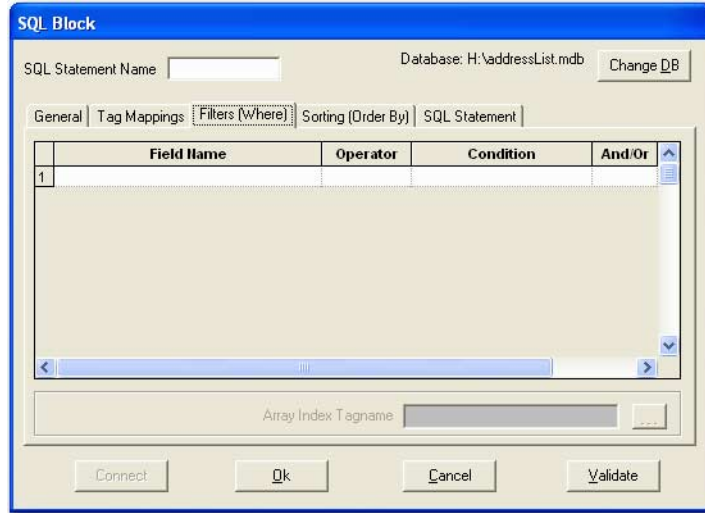 SQL Block
SQL Statement Name
Database: H:\addressList.mdb
Change DB
General
Tag Mappings
Filters (Where)
Sorting (Order By)
SQL Statement
Field Name Operator Condition And/Or
1
Array Index Tagname
...
Connect
Ok
Cancel
Validate